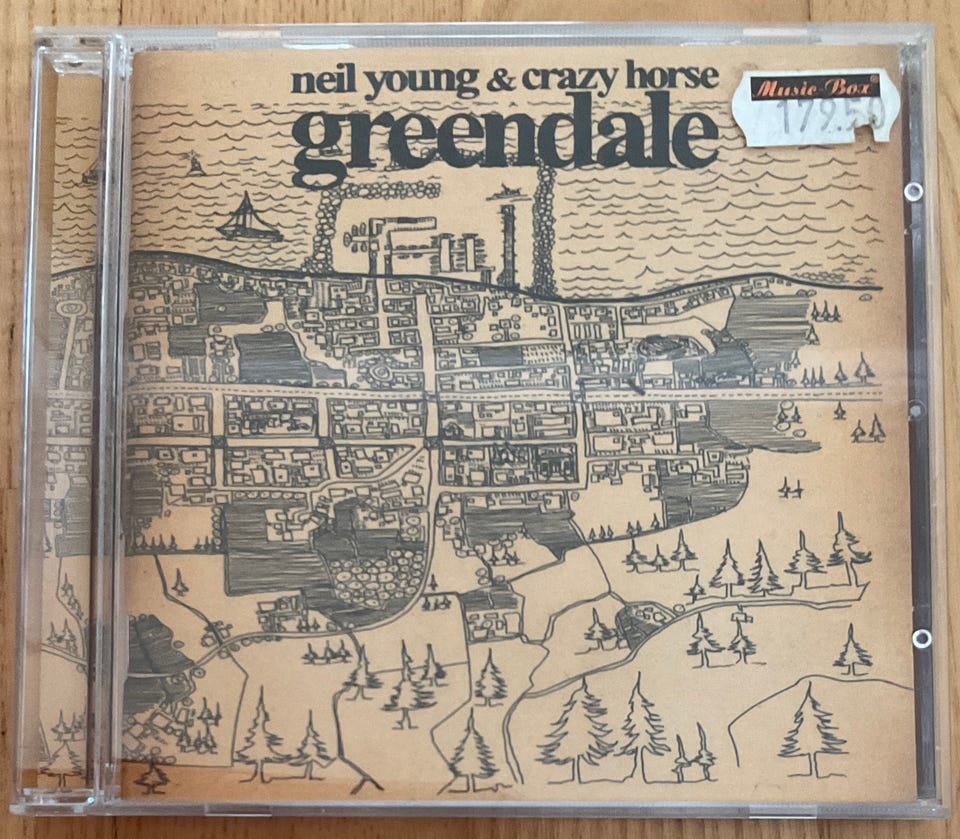 neil young & crazy horse
greendale
Music Box®
179.50